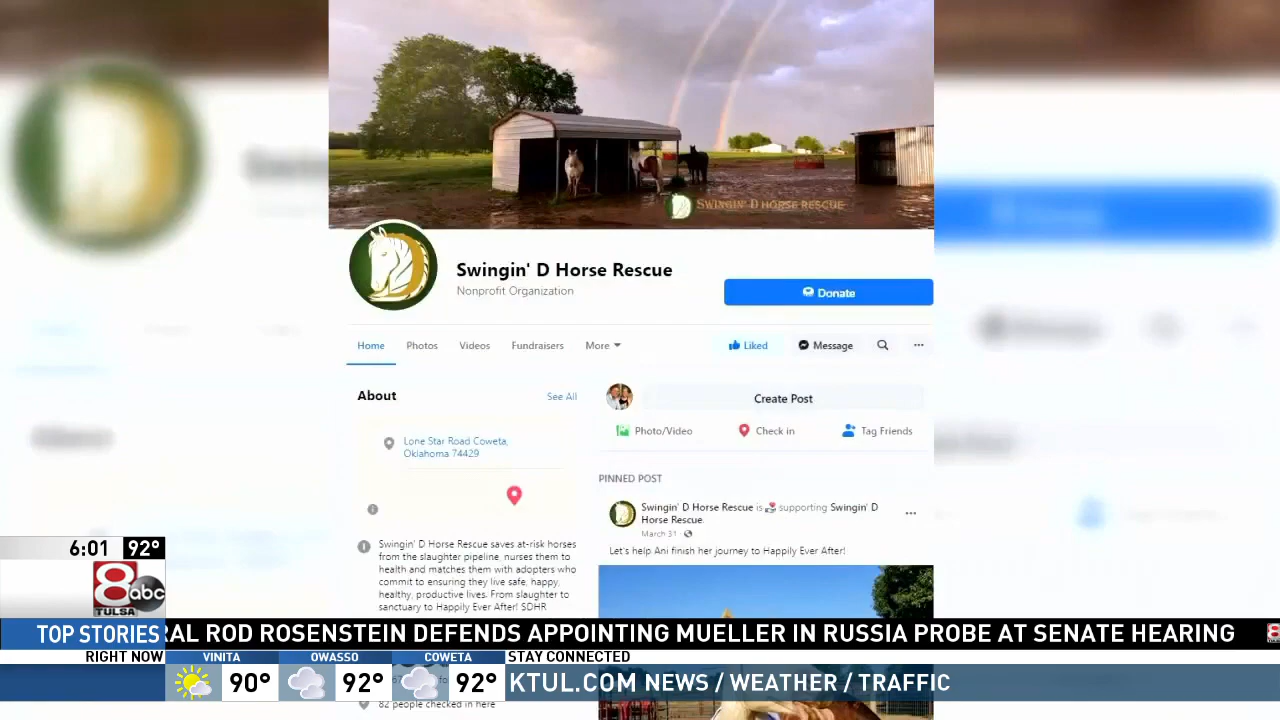 SWINGIN' D HORSE RESCUE
Swingin' D Horse Rescue
Nonprofit Organization
Donate
Home Photos Videos Fundraisers More
Liked Message
About See All
Create Post
Photo/Video Check in Tag Friends
Lone Star Road Coweta,
Oklahoma 74429
PINNED POST
Swingin' D Horse Rescue is supporting Swingin' D
Horse Rescue.
March 31
Let's help Ani finish her journey to Happily Ever After!
Swingin' D Horse Rescue saves at-risk horses
from the slaughter pipeline, nurses them to
health and matches them with adopters who
commit to ensuring they live safe, happy,
healthy, productive lives. From slaughter to
sanctuary to Happily Ever After! SDHR
6:01 92°
8 abc
TULSA
TOP STORIES RAL ROD ROSENSTEIN DEFENDS APPOINTING MUELLER IN RUSSIA PROBE AT SENATE HEARING
RIGHT NOW VINITA OWASSO COWETA STAY CONNECTED
90° 92° 92° KTUL.COM NEWS / WEATHER / TRAFFIC
82 people checked in here